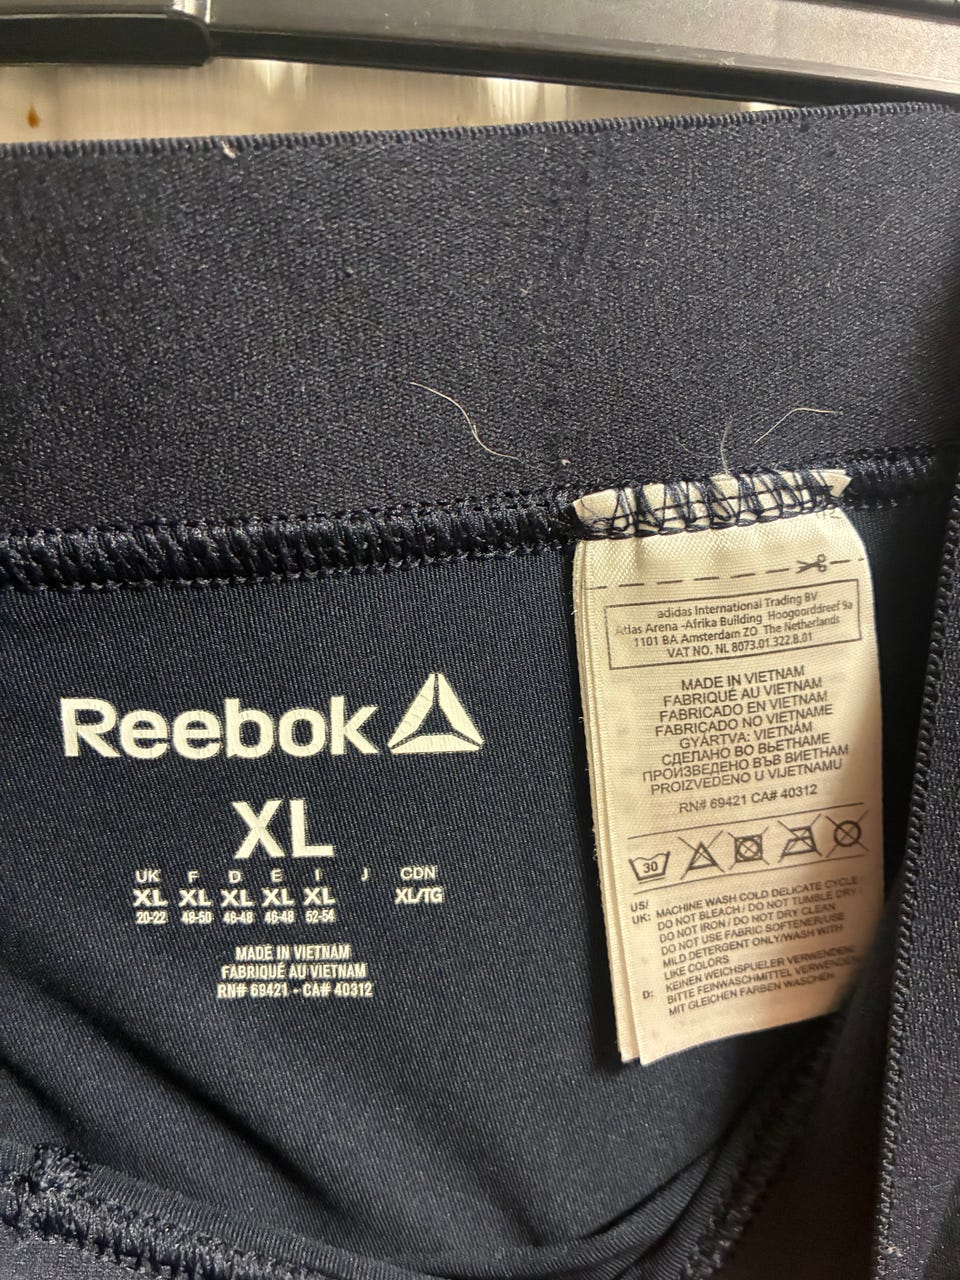 Reebok
XL
UK F D E I J CDN
XL XL XL XL XL XL/TG
20-22 48-50 46-48 46-48 52-54
MADE IN VIETNAM
FABRIQUÉ AU VIETNAM
RN# 69421 - CA# 40312
adidas International Trading BV
Atlas Arena -Afrika Building Hoogoorddreef 9a
1101 BA Amsterdam ZO The Netherlands
VAT NO. NL 8073.01.322.B.01
MADE IN VIETNAM
FABRIQUÉ AU VIETNAM
FABRICADO EN VIETNAM
FABRICADO NO VIETNAME
GYÁRTVA: VIETNÁM
СДЕЛАНО ВО ВЬЕТНАМЕ
ПРОИЗВЕДЕНО ВЪВ ВИЕТНАМ
PROIZVEDENO U VIJETNAMU
RN# 69421 CA# 40312
30
US/
UK: MACHINE WASH COLD DELICATE CYCLE /
DO NOT BLEACH / DO NOT TUMBLE DRY /
DO NOT IRON / DO NOT DRY CLEAN
DO NOT USE FABRIC SOFTENER/USE
MILD DETERGENT ONLY/WASH WITH
LIKE COLORS
D: KEINEN WEICHSPUELER VERWENDEN/
BITTE FEINWASCHMITTEL VERWENDEN/
MIT GLEICHEN FARBEN WASCHEN